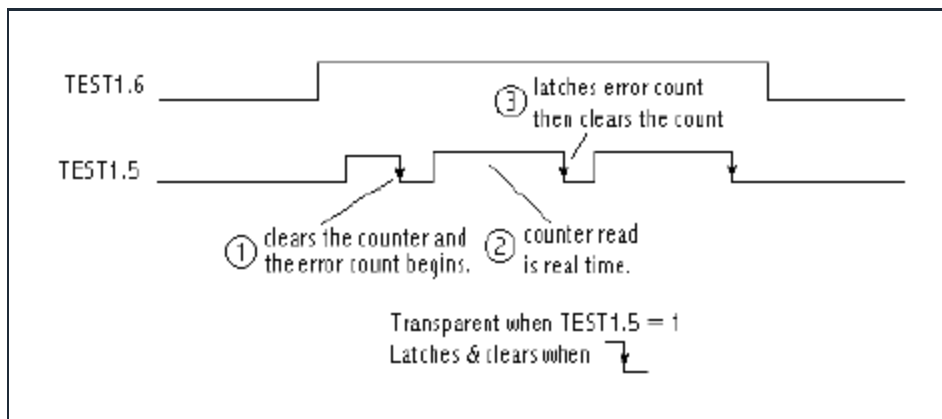 TEST1.6
③ latches error count
then clears the count
TEST1.5
① clears the counter and
the error count begins.
② counter read
is real time.
Transparent when TEST1.5 = 1
Latches & clears when